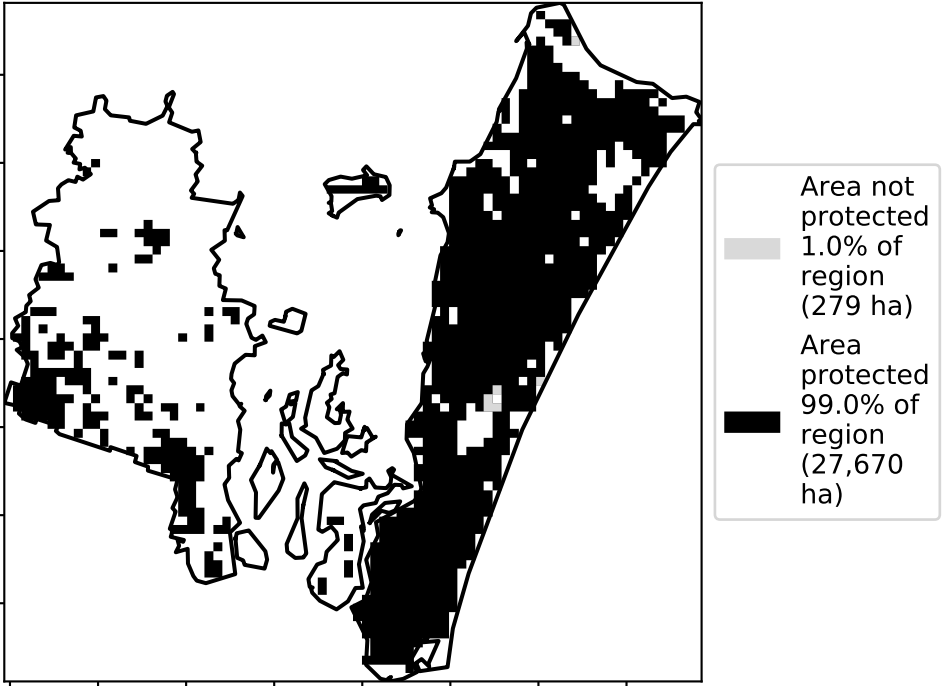 Area not
protected
1.0% of
region
(279 ha)
Area
protected
99.0% of
region
(27,670
ha)